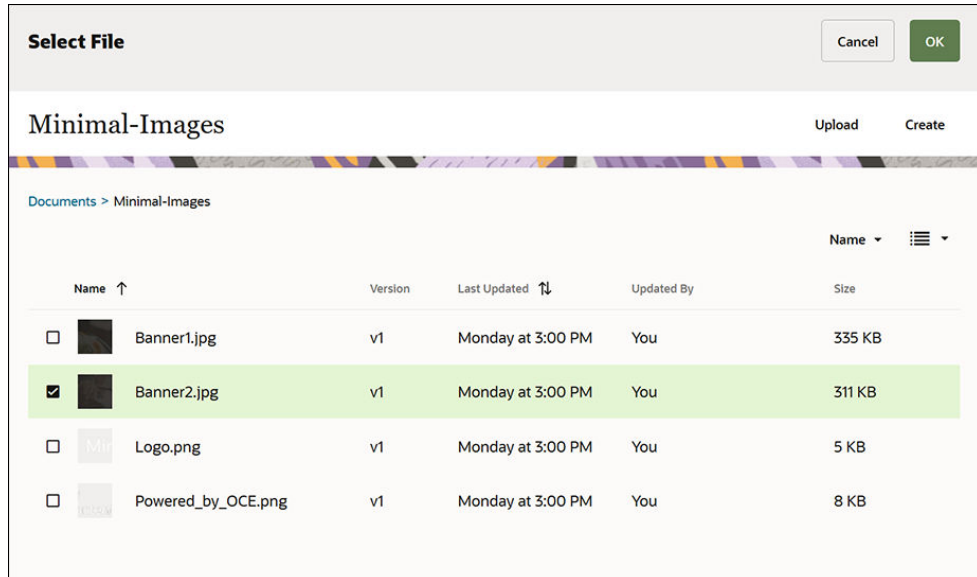 Select File
Cancel
OK
Minimal-Images
Upload
Create
Documents > Minimal-Images
Name
Name Version Last Updated Updated By Size
Banner1.jpg v1 Monday at 3:00 PM You 335 KB
Banner2.jpg v1 Monday at 3:00 PM You 311 KB
Logo.png v1 Monday at 3:00 PM You 5 KB
Powered_by_OCE.png v1 Monday at 3:00 PM You 8 KB